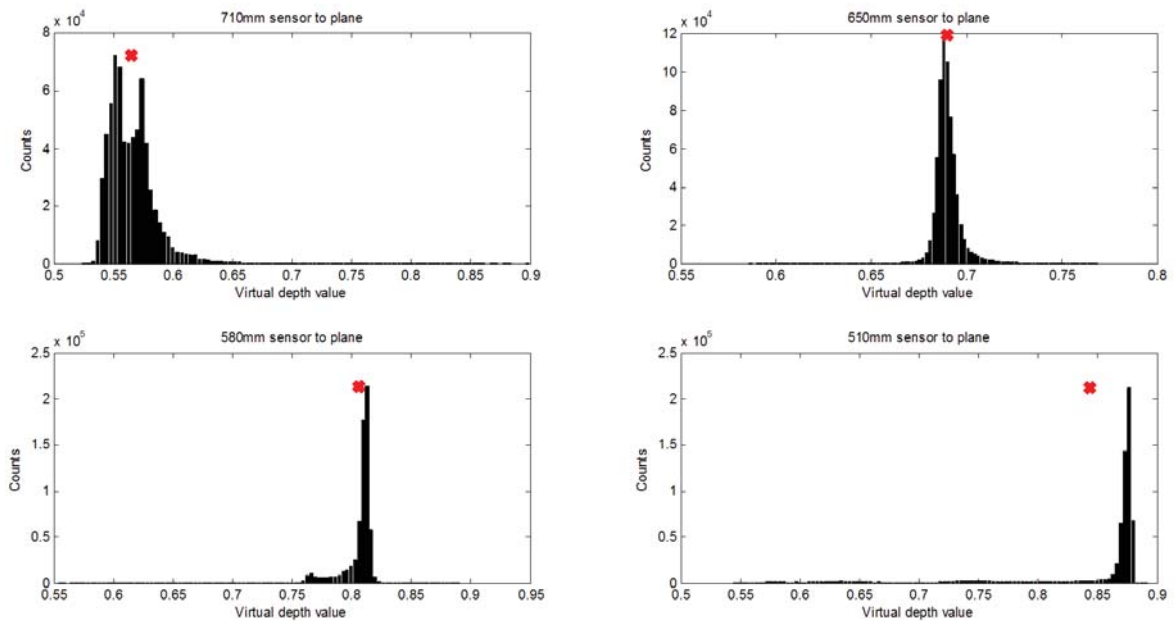 710mm sensor to plane
x 10^4
8
6
4
2
0
Counts
0.5 0.55 0.6 0.65 0.7 0.75 0.8 0.85 0.9
Virtual depth value
650mm sensor to plane
x 10^4
12
10
8
6
4
2
0
Counts
0.55 0.6 0.65 0.7 0.75 0.8
Virtual depth value
580mm sensor to plane
x 10^5
2.5
2
1.5
1
0.5
0
Counts
0.55 0.6 0.65 0.7 0.75 0.8 0.85 0.9 0.95
Virtual depth value
510mm sensor to plane
x 10^5
2.5
2
1.5
1
0.5
0
Counts
0.5 0.55 0.6 0.65 0.7 0.75 0.8 0.85 0.9
Virtual depth value